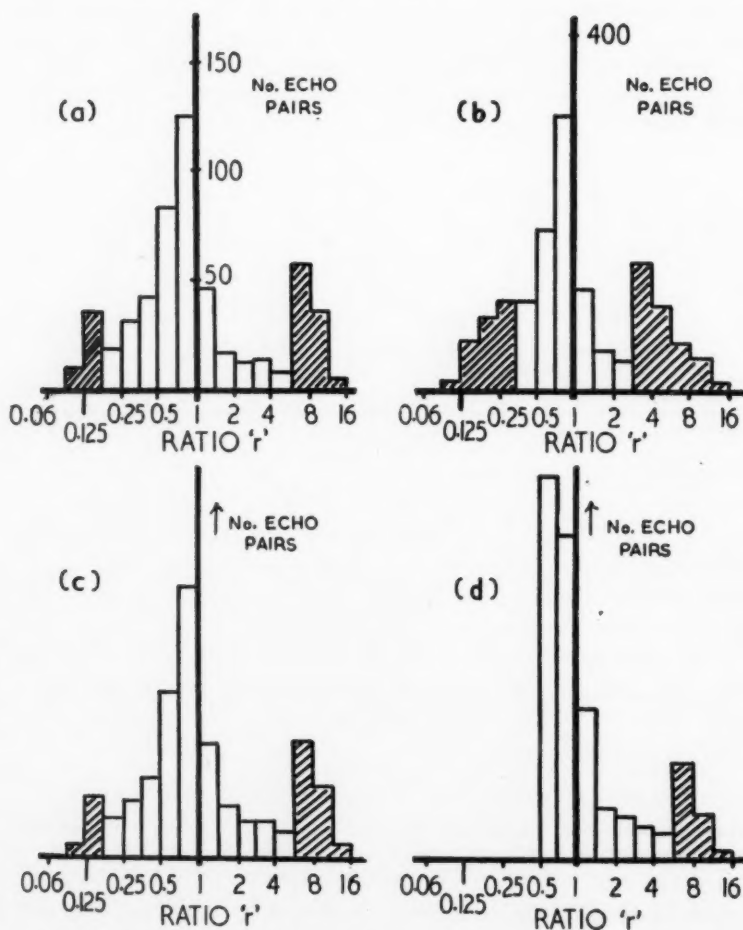 (a)
150
100
50
No. ECHO
PAIRS
0.06 0.125 0.25 0.5 1 2 4 8 16
RATIO 'r'
(b)
400
No. ECHO
PAIRS
0.06 0.125 0.25 0.5 1 2 4 8 16
RATIO 'r'
(c)
↑ No. ECHO
PAIRS
0.06 0.125 0.25 0.5 1 2 4 8 16
RATIO 'r'
(d)
↑ No. ECHO
PAIRS
0.06 0.125 0.25 0.5 1 2 4 8 16
RATIO 'r'